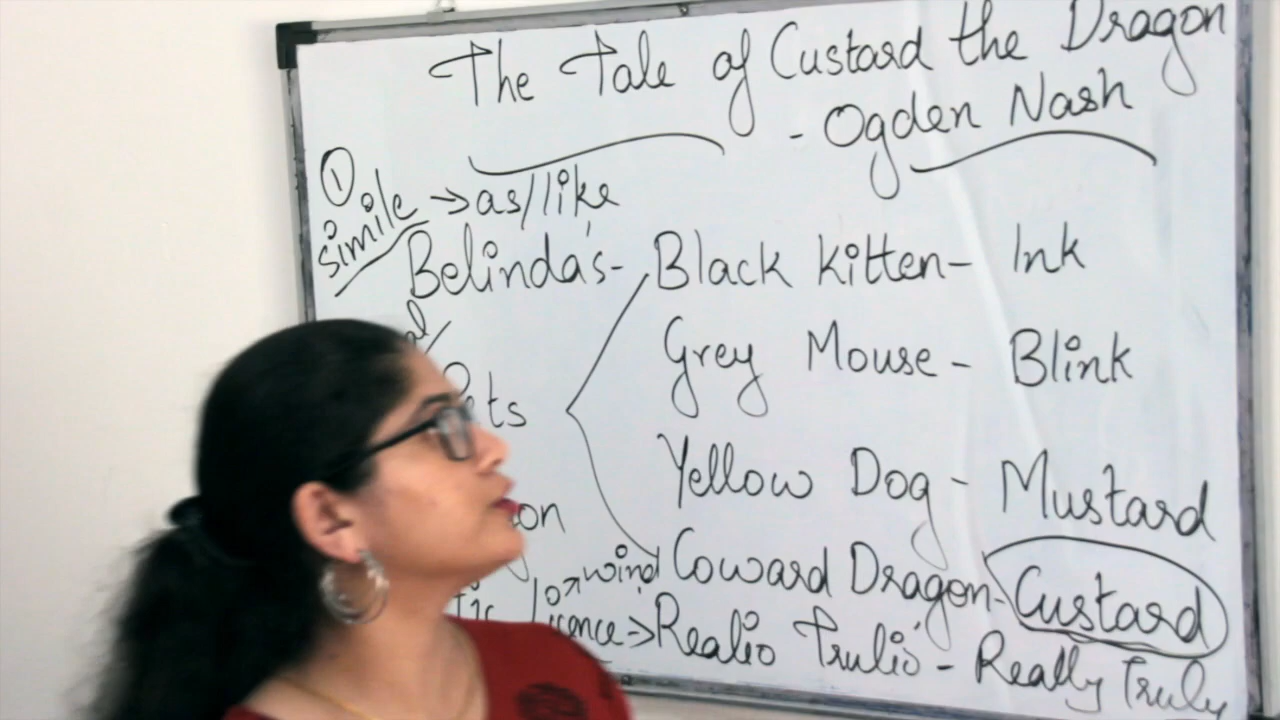 The Tale of Custard the Dragon
- Ogden Nash
① simile → as/like
Belinda's - Black Kitten - Ink
Grey Mouse - Blink
Yellow Dog - Mustard
Coward Dragon - Custard
wind
Realio Trulio - Really Truly